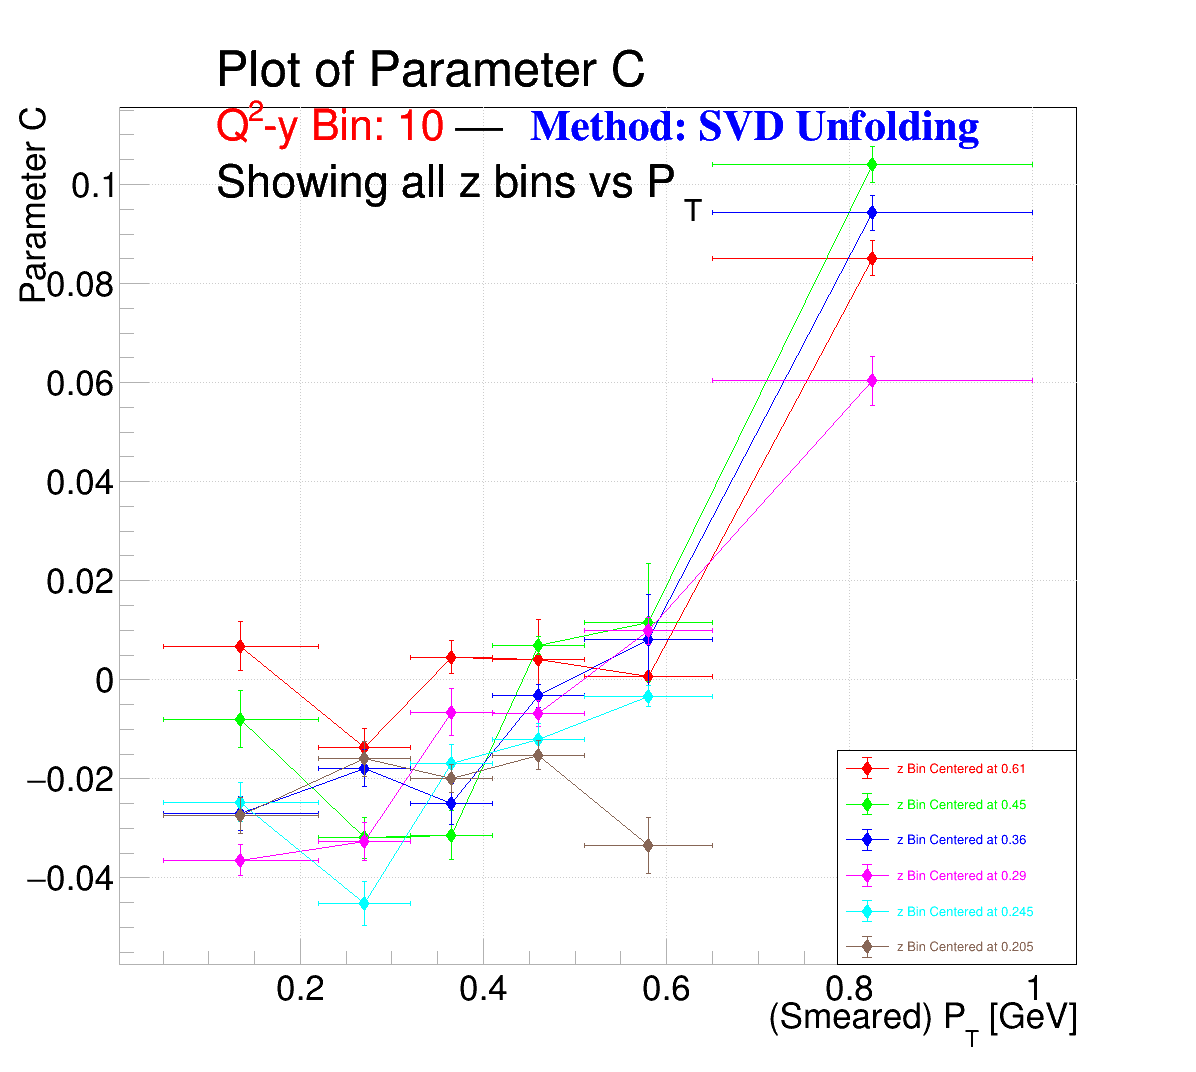 Plot of Parameter C
Q²-y Bin: 10 — Method: SVD Unfolding
Showing all z bins vs P_T
Parameter C
0.1
0.08
0.06
0.04
0.02
0
−0.02
−0.04
z Bin Centered at 0.61
z Bin Centered at 0.45
z Bin Centered at 0.36
z Bin Centered at 0.29
z Bin Centered at 0.245
z Bin Centered at 0.205
0.2 0.4 0.6 0.8 1
(Smeared) P_T [GeV]